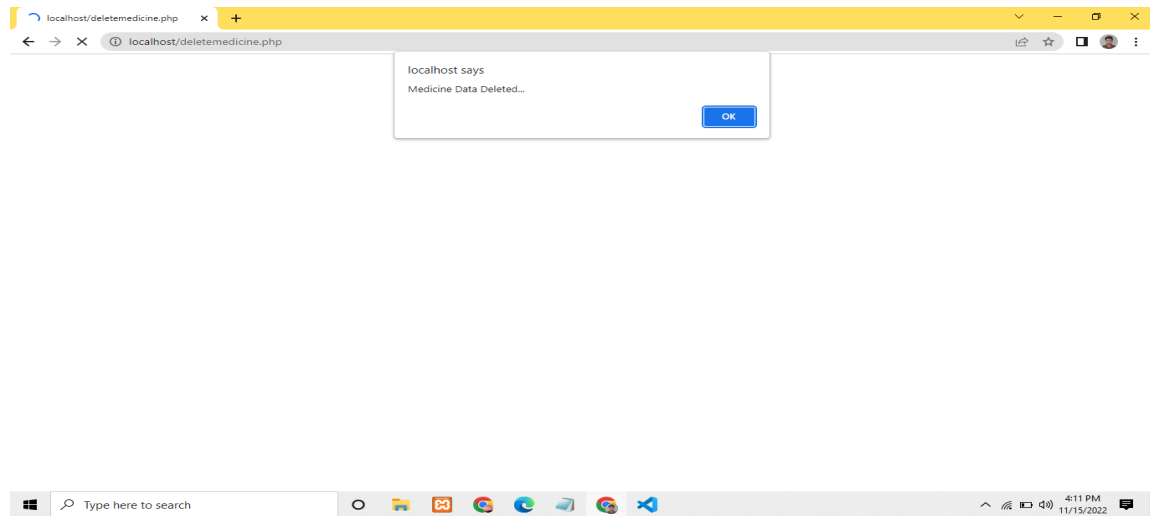 localhost/deletemedicine.php
localhost/deletemedicine.php
localhost says
Medicine Data Deleted...
OK
Type here to search
4:11 PM
11/15/2022